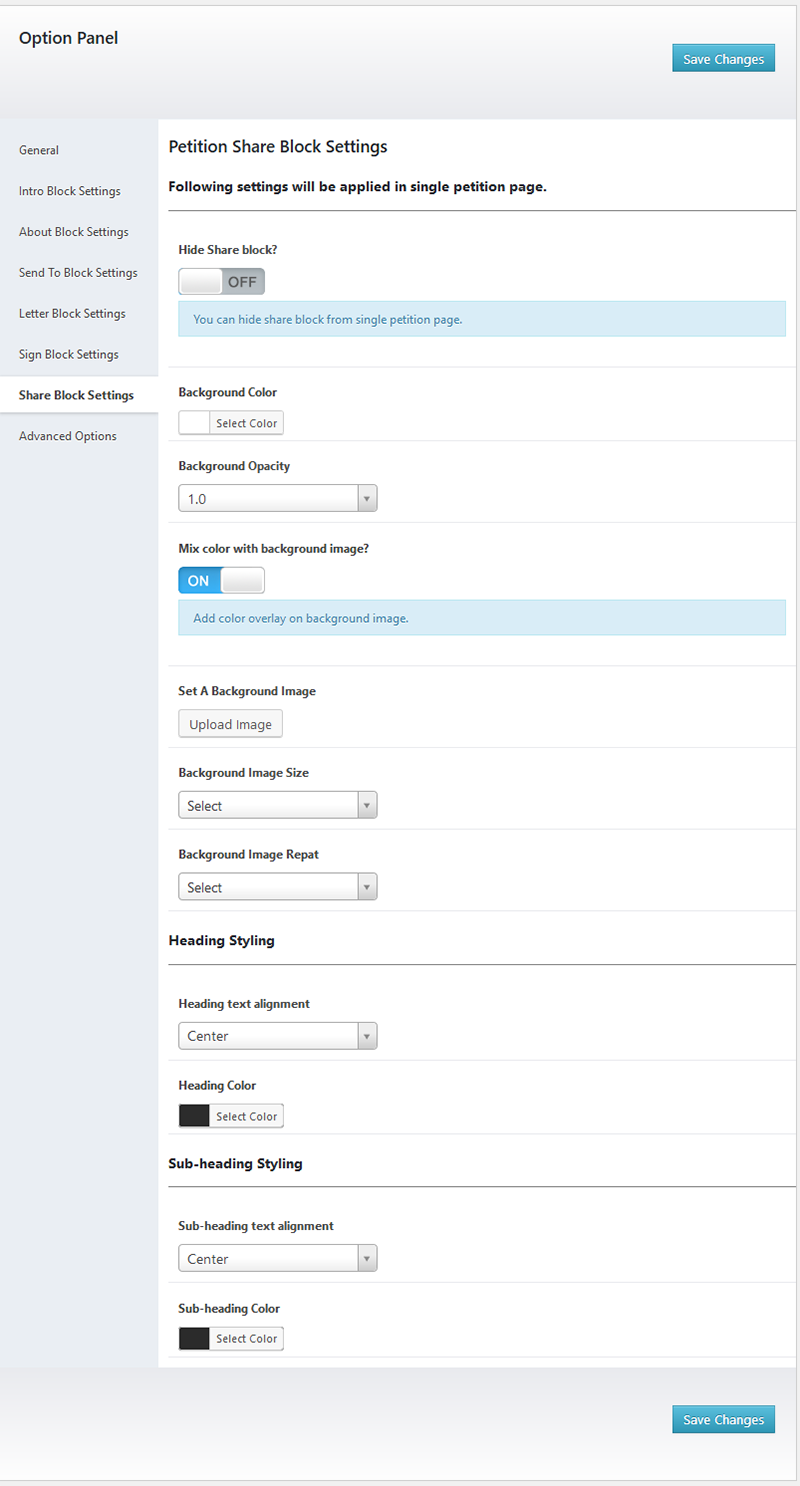 Option Panel
Save Changes
General
Intro Block Settings
About Block Settings
Send To Block Settings
Letter Block Settings
Sign Block Settings
Share Block Settings
Advanced Options
Petition Share Block Settings
Following settings will be applied in single petition page.
Hide Share block?
OFF
You can hide share block from single petition page.
Background Color
Select Color
Background Opacity
1.0
Mix color with background image?
ON
Add color overlay on background image.
Set A Background Image
Upload Image
Background Image Size
Select
Background Image Repat
Select
Heading Styling
Heading text alignment
Center
Heading Color
Select Color
Sub-heading Styling
Sub-heading text alignment
Center
Sub-heading Color
Select Color
Save Changes